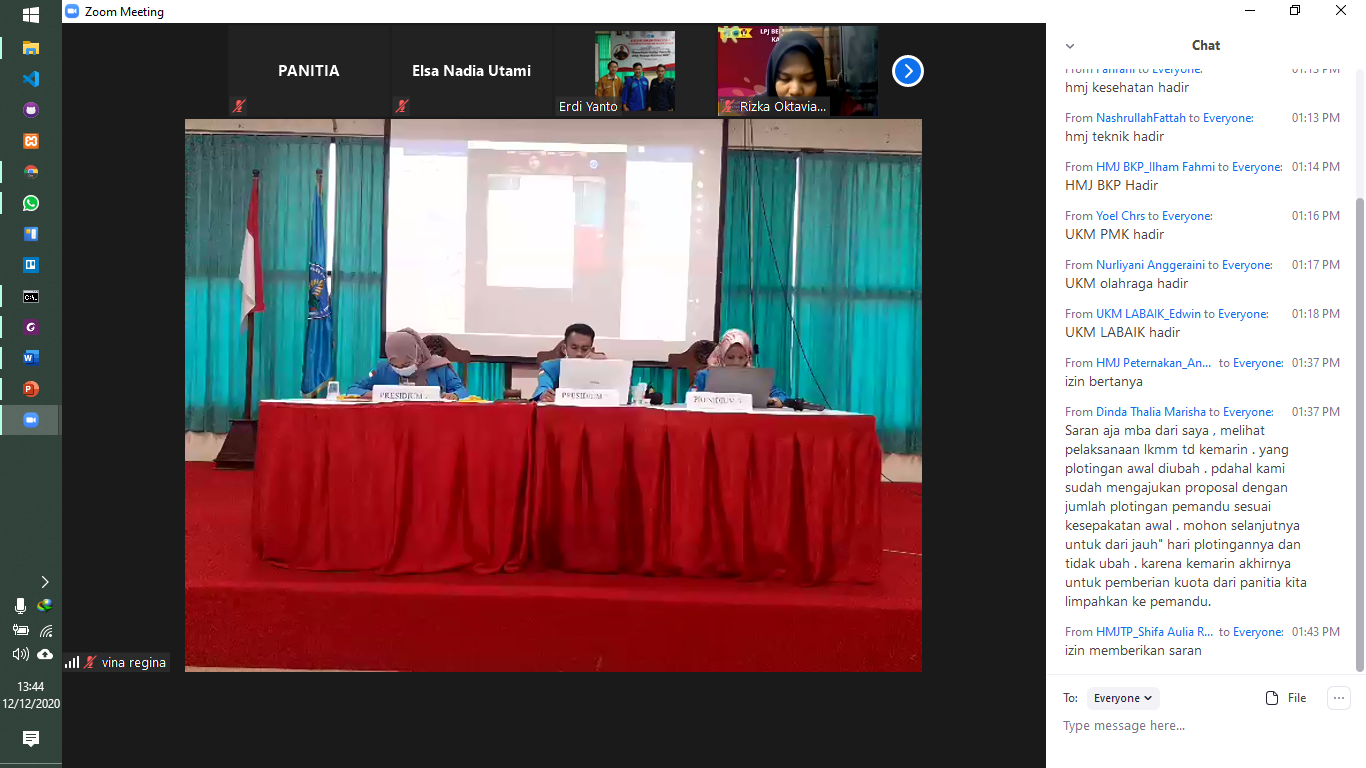 Zoom Meeting
PANITIA
Elsa Nadia Utami
Erdi Yanto
LPJ BE
KA
Rizka Oktavia...
PRESIDIUM
PRESIDIUM
PRESIDIUM
vina regina
13:44
12/12/2020
Chat
From Fahrani to Everyone: 01:13 PM
hmj kesehatan hadir
From NashrullahFattah to Everyone: 01:13 PM
hmj teknik hadir
From HMJ BKP_Ilham Fahmi to Everyone: 01:14 PM
HMJ BKP Hadir
From Yoel Chrs to Everyone: 01:16 PM
UKM PMK hadir
From Nurliyani Anggeraini to Everyone: 01:17 PM
UKM olahraga hadir
From UKM LABAIK_Edwin to Everyone: 01:18 PM
UKM LABAIK hadir
From HMJ Peternakan_An... to Everyone: 01:37 PM
izin bertanya
From Dinda Thalia Marisha to Everyone: 01:37 PM
Saran aja mba dari saya , melihat
pelaksanaan lkmm td kemarin . yang
plotingan awal diubah . pdahal kami
sudah mengajukan proposal dengan
jumlah plotingan pemandu sesuai
kesepakatan awal . mohon selanjutnya
untuk dari jauh" hari plotingannya dan
tidak ubah . karena kemarin akhirnya
untuk pemberian kuota dari panitia kita
limpahkan ke pemandu.
From HMJTP_Shifa Aulia R... to Everyone: 01:43 PM
izin memberikan saran
To: Everyone File
Type message here...